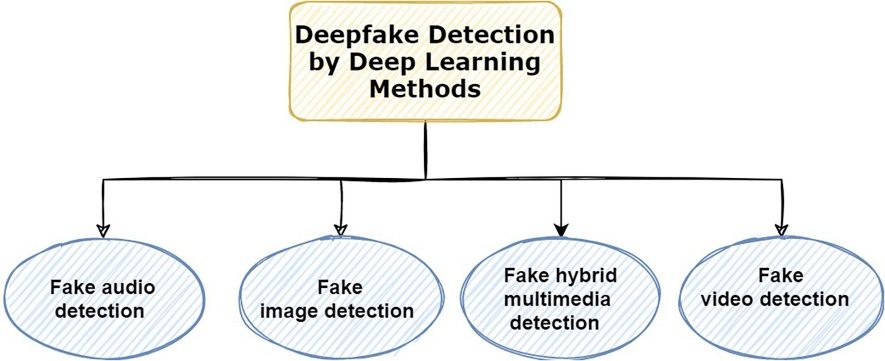 Deepfake Detection
by Deep Learning
Methods
Fake audio
detection
Fake
image detection
Fake hybrid
multimedia
detection
Fake
video detection